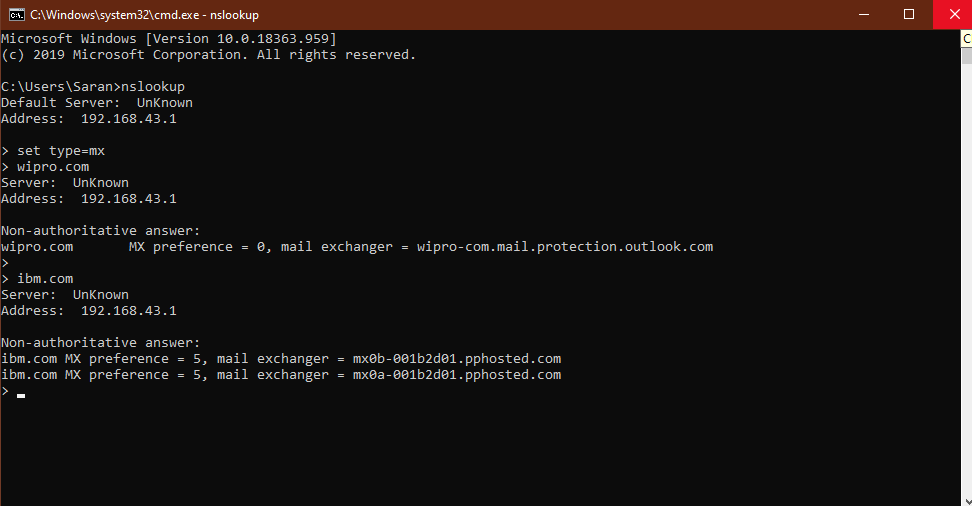 C:\Windows\system32\cmd.exe - nslookup
Microsoft Windows [Version 10.0.18363.959]
(c) 2019 Microsoft Corporation. All rights reserved.
C:\Users\Saran>nslookup
Default Server:  UnKnown
Address:  192.168.43.1
> set type=mx
> wipro.com
Server:  UnKnown
Address:  192.168.43.1
Non-authoritative answer:
wipro.com       MX preference = 0, mail exchanger = wipro-com.mail.protection.outlook.com
>
> ibm.com
Server:  UnKnown
Address:  192.168.43.1
Non-authoritative answer:
ibm.com MX preference = 5, mail exchanger = mx0b-001b2d01.pphosted.com
ibm.com MX preference = 5, mail exchanger = mx0a-001b2d01.pphosted.com
>